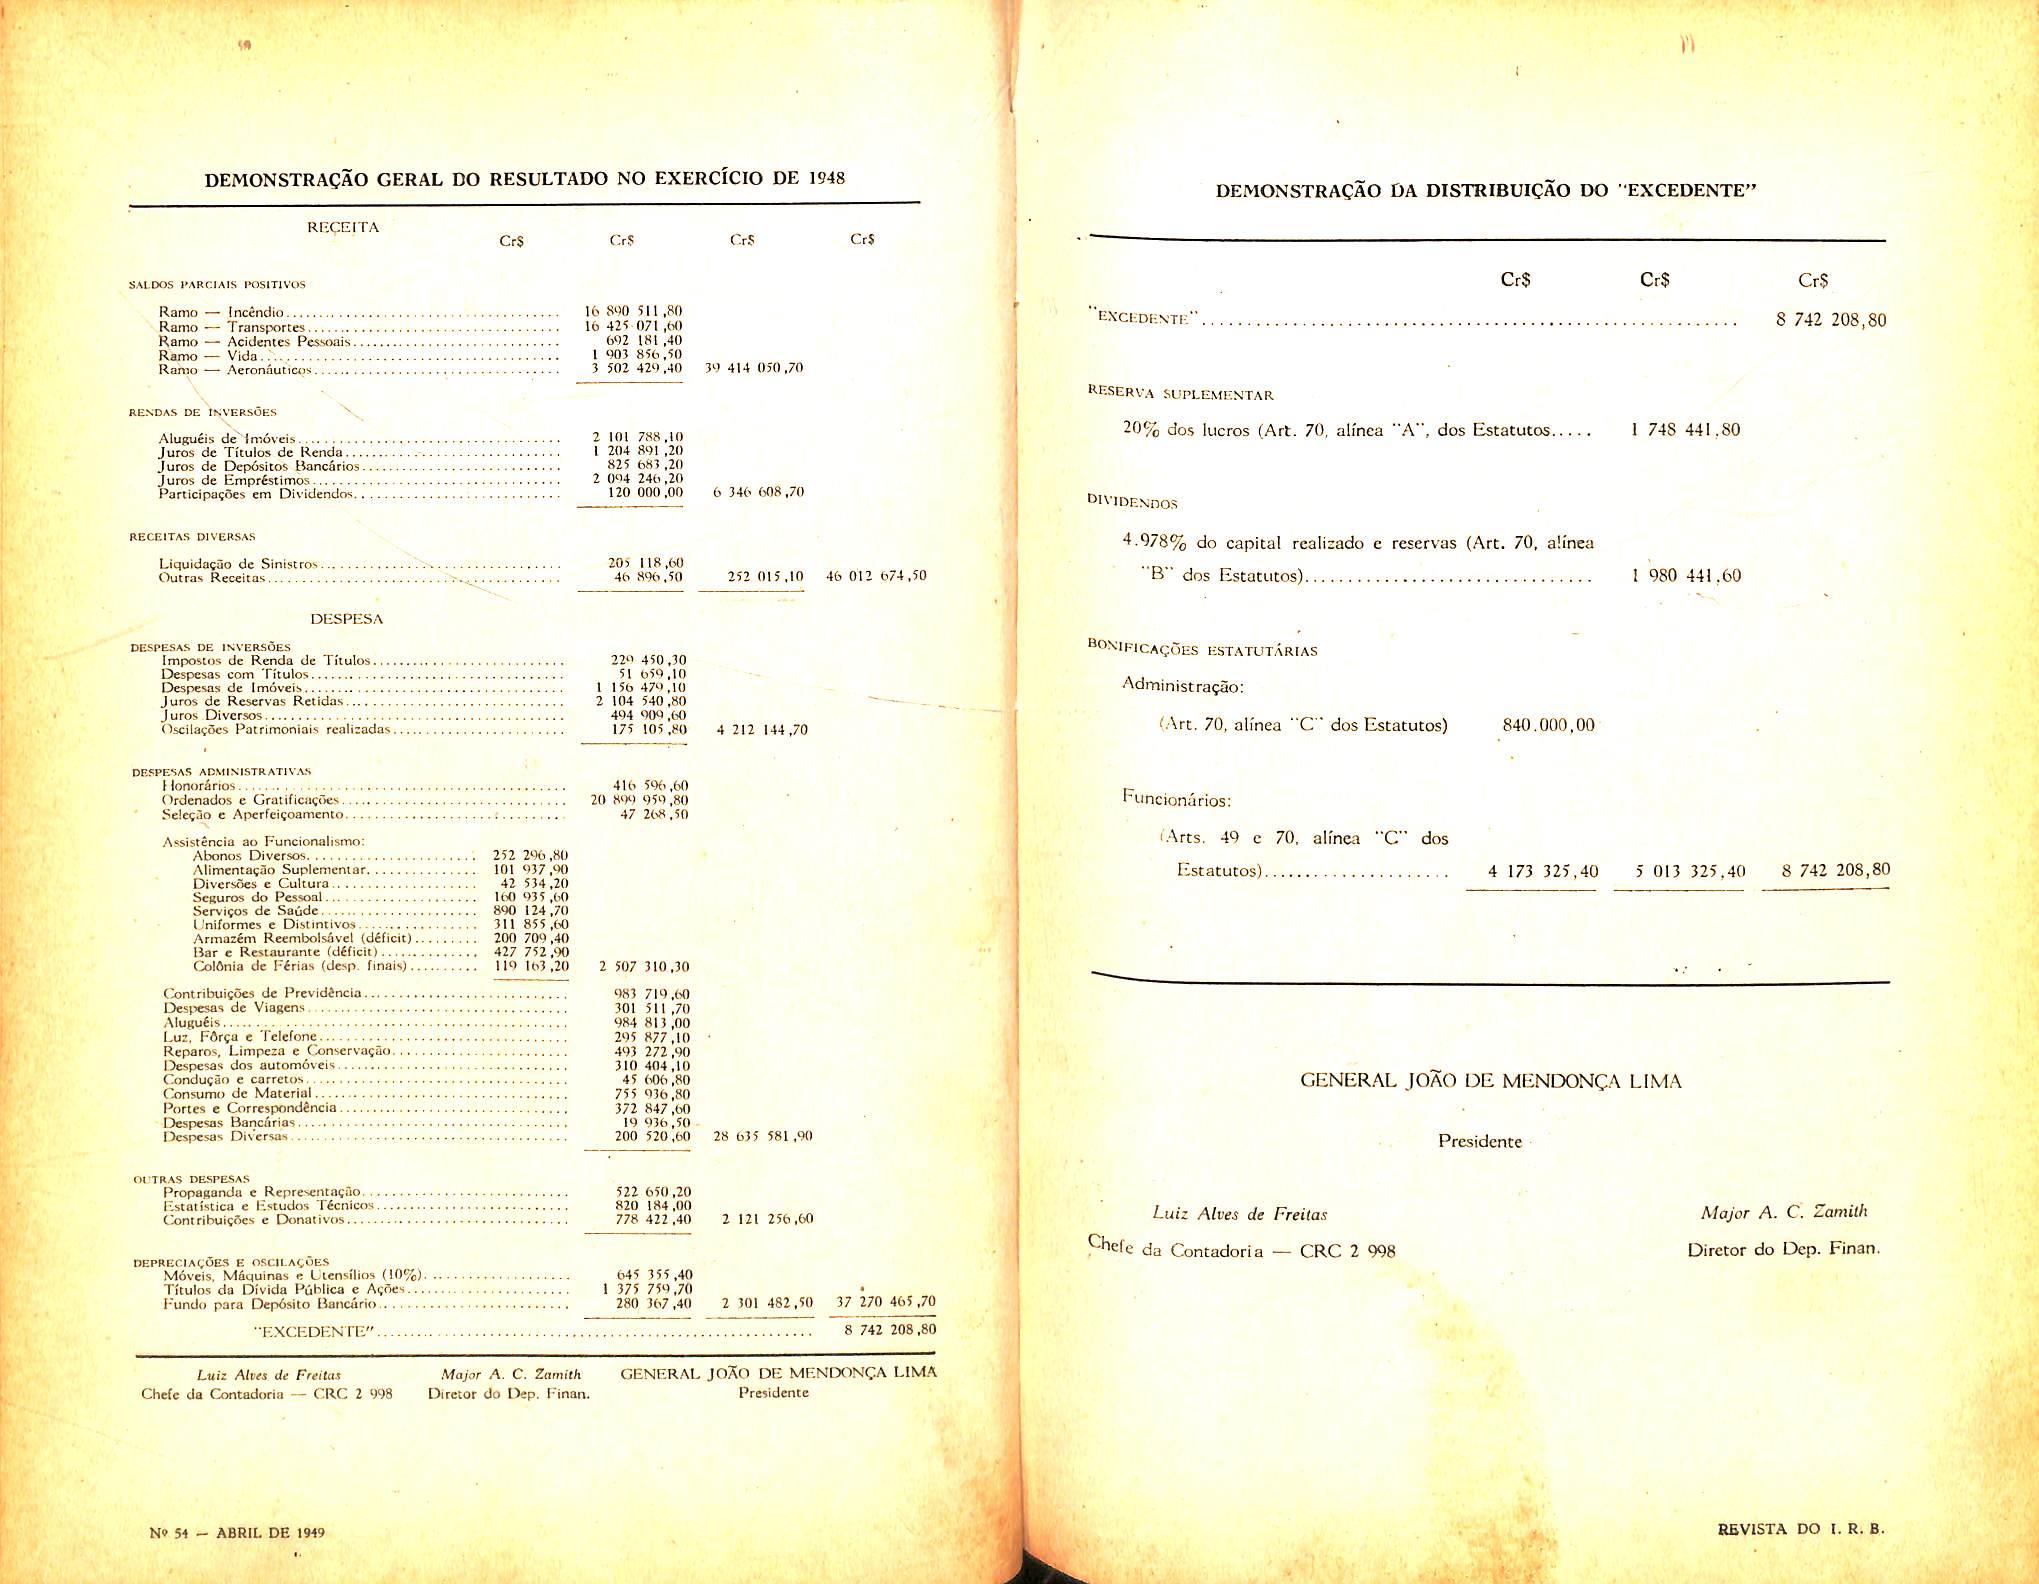 DEMONSTRAÇÃO GERAL DO RESULTADO NO EXERCÍCIO DE 1948
RECEITA
Cr$ Cr$ Cr$ Cr$
SALDOS PARCIAIS POSITIVOS
Ramo — Incêndio........ 16 890 511,80
Ramo — Transportes........ 16 425 071,60
Ramo — Acidentes Pessoais........ 692 181,40
Ramo — Vida........ 1 903 856,50
Ramo — Aeronáuticos........ 3 502 429,40 39 414 050,70
RENDAS DE INVERSÕES
Aluguéis de Imóveis........ 2 101 788,10
Juros de Títulos de Renda........ 1 204 891,20
Juros de Depósitos Bancários........ 825 683,20
Juros de Empréstimos........ 2 094 246,20
Participações em Dividendos........ 120 000,00 6 346 608,70
RECEITAS DIVERSAS
Liquidação de Sinistros........ 205 118,60
Outras Receitas........ 46 896,50 252 015,10 46 012 674,50
DESPESA
DESPESAS DE INVERSÕES
Impostos de Renda de Títulos........ 229 450,30
Despesas com Títulos........ 51 659,10
Despesas de Imóveis........ 1 156 479,10
Juros de Reservas Retidas........ 2 104 540,80
Juros Diversos........ 494 909,60
Oscilações Patrimoniais realizadas........ 175 105,80 4 212 144,70
DESPESAS ADMINISTRATIVAS
Honorários........ 416 596,60
Ordenados e Gratificações........ 20 899 959,80
Seleção e Aperfeiçoamento........ 47 268,50
Assistência ao Funcionalismo:
Abonos Diversos........ 252 296,80
Alimentação Suplementar........ 101 937,90
Diversões e Cultura........ 42 534,20
Seguros do Pessoal........ 160 935,60
Serviços de Saúde........ 890 124,70
Uniformes e Distintivos........ 311 855,60
Armazém Reembolsável (déficit)........ 200 709,40
Bar e Restaurante (déficit)........ 427 752,90
Colônia de Férias (desp. finais)........ 119 163,20 2 507 310,30
Contribuições de Previdência........ 983 719,60
Despesas de Viagens........ 301 511,70
Aluguéis........ 984 813,00
Luz, Fôrça e Telefone........ 295 877,10
Reparos, Limpeza e Conservação........ 493 272,90
Despesas dos automóveis........ 310 404,10
Condução e carretos........ 45 606,80
Consumo de Material........ 755 936,80
Portes e Correspondência........ 372 847,60
Despesas Bancárias........ 19 936,50
Despesas Diversas........ 200 520,60 28 635 581,90
OUTRAS DESPESAS
Propaganda e Representação........ 522 650,20
Estatística e Estudos Técnicos........ 820 184,00
Contribuições e Donativos........ 778 422,40 2 121 256,60
DEPRECIAÇÕES E OSCILAÇÕES
Móveis, Máquinas e Utensílios (10%)........ 645 355,40
Títulos da Dívida Pública e Ações........ 1 375 759,70
Fundo para Depósito Bancário........ 280 367,40 2 301 482,50 37 270 465,70
"EXCEDENTE"........ 8 742 208,80
Luiz Alves de Freitas Major A. C. Zamith GENERAL JOÃO DE MENDONÇA LIMA
Chefe da Contadoria — CRC 2 998 Diretor do Dep. Finan. Presidente
Nº 54 — ABRIL DE 1949
DEMONSTRAÇÃO DA DISTRIBUIÇÃO DO "EXCEDENTE"
Cr$ Cr$ Cr$
"EXCEDENTE"........ 8 742 208,80
RESERVA SUPLEMENTAR
20% dos lucros (Art. 70, alínea "A", dos Estatutos..... 1 748 441,80
DIVIDENDOS
4.978% do capital realizado e reservas (Art. 70, alínea
"B" dos Estatutos)........ 1 980 441,60
BONIFICAÇÕES ESTATUTÁRIAS
Administração:
(Art. 70, alínea "C" dos Estatutos) 840.000,00
Funcionários:
(Arts. 49 e 70, alínea "C" dos
Estatutos)........ 4 173 325,40 5 013 325,40 8 742 208,80
GENERAL JOÃO DE MENDONÇA LIMA
Presidente
Luiz Alves de Freitas Major A. C. Zamith
Chefe da Contadoria — CRC 2 998 Diretor do Dep. Finan.
REVISTA DO I. R. B.